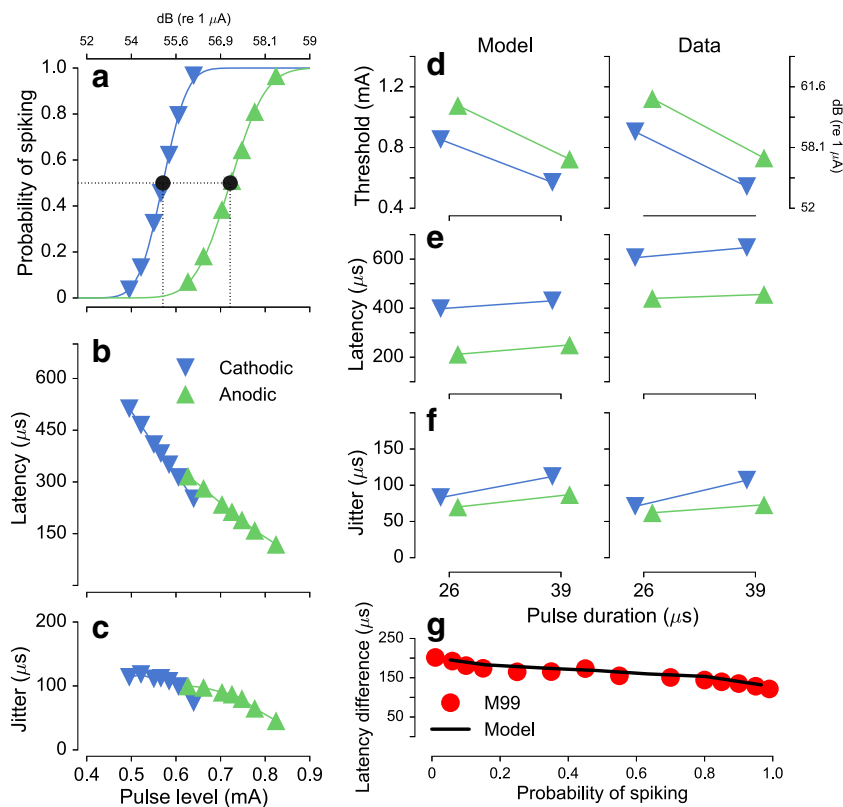 dB (re 1 μA)
52 54 55.6 56.9 58.1 59
a
Probability of spiking
1.0
0.8
0.6
0.4
0.2
0
b
Cathodic
Anodic
Latency (μs)
600
450
300
150
c
Jitter (μs)
200
100
0
0.4 0.5 0.6 0.7 0.8 0.9
Pulse level (mA)
Model Data
d
Threshold (mA)
1.2
0.8
0.4
61.6
58.1
52
dB (re 1 μA)
e
Latency (μs)
600
400
200
f
Jitter (μs)
150
100
50
0
26 39 26 39
Pulse duration (μs)
g
Latency difference (μs)
250
150
50
M99
Model
0 0.2 0.4 0.6 0.8 1.0
Probability of spiking